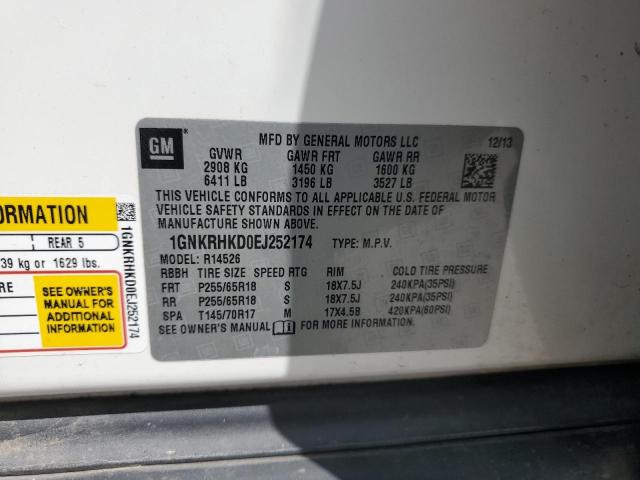 GM
MFD BY GENERAL MOTORS LLC
12/13
GVWR GAWR FRT GAWR RR
2908 KG 1450 KG 1600 KG
6411 LB 3196 LB 3527 LB
THIS VEHICLE CONFORMS TO ALL APPLICABLE U.S. FEDERAL MOTOR
VEHICLE SAFETY STANDARDS IN EFFECT ON THE DATE OF
MANUFACTURE SHOWN ABOVE.
1GNKRHKD0EJ252174 TYPE: M.P.V.
MODEL: R14526
RBBH TIRE SIZE SPEED RTG RIM COLD TIRE PRESSURE
FRT P255/65R18 S 18X7.5J 240KPA(35PSI)
RR P255/65R18 S 18X7.5J 240KPA(35PSI)
SPA T145/70R17 M 17X4.5B 420KPA(60PSI)
SEE OWNER'S MANUAL FOR MORE INFORMATION.
ORMATION
REAR 5
39 kg or 1629 lbs.
RE
SEE OWNER'S
MANUAL FOR
ADDITIONAL
INFORMATION
1GNKRHKD0EJ252174